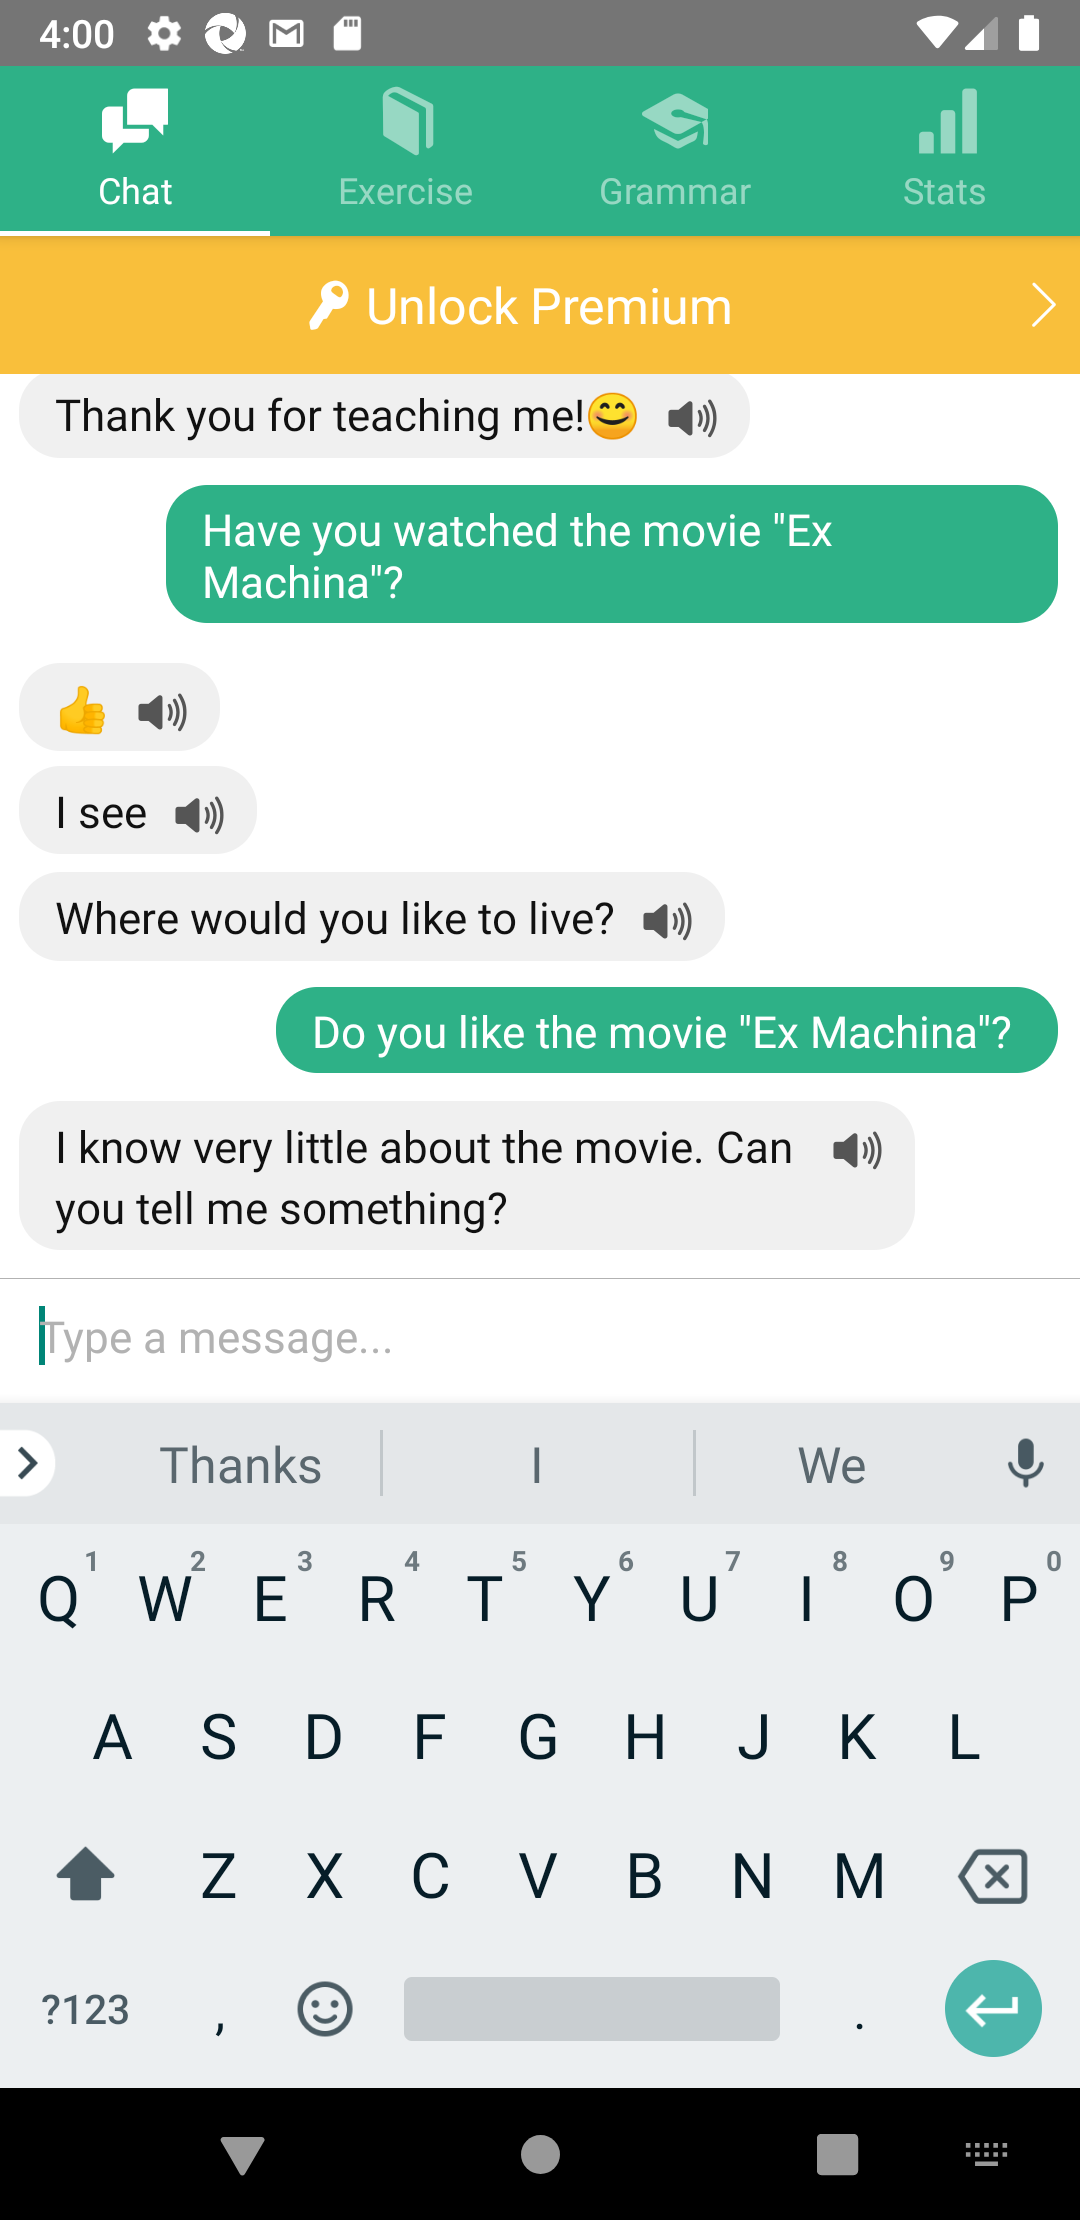 4:00
Chat
Exercise
Grammar
Stats
Unlock Premium
Thank you for teaching me!😊
Have you watched the movie "Ex
Machina"?
👍
I see
Where would you like to live?
Do you like the movie "Ex Machina"?
I know very little about the movie. Can
you tell me something?
Type a message...
Thanks
I
We
1 2 3 4 5 6 7 8 9 0
Q W E R T Y U I O P
A S D F G H J K L
Z X C V B N M
?123 , .